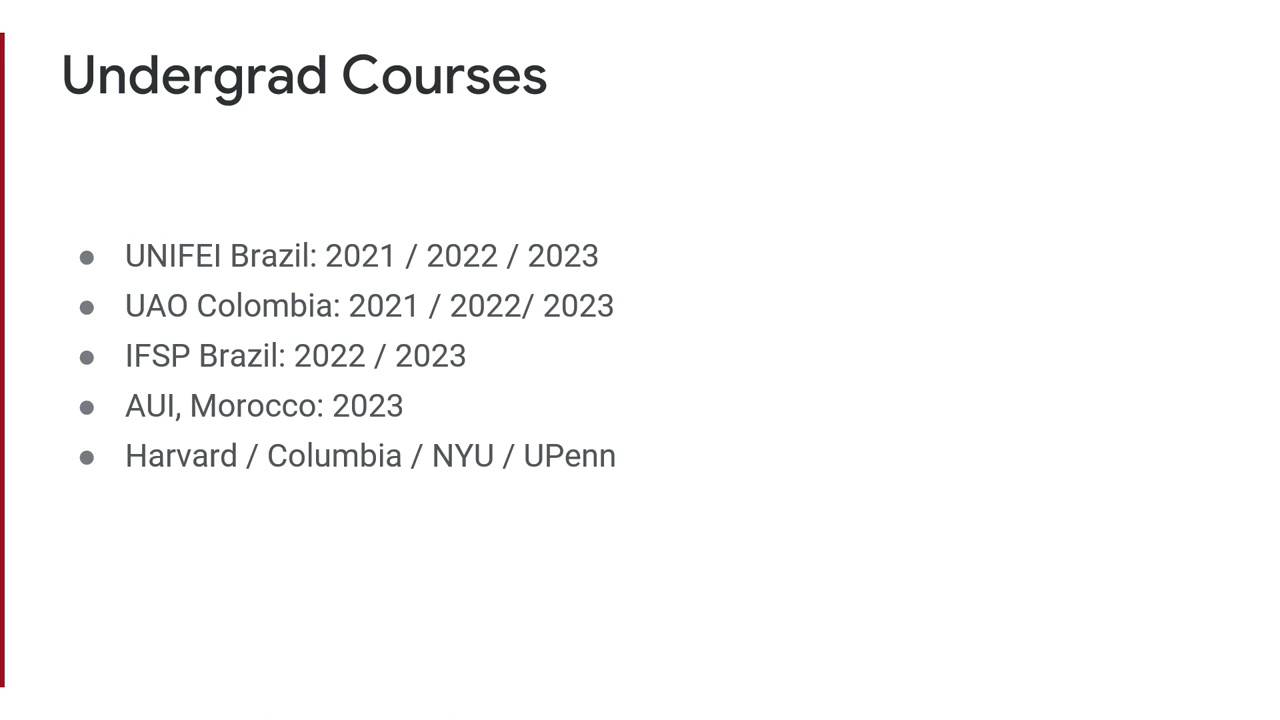 Undergrad Courses
● UNIFEI Brazil: 2021 / 2022 / 2023
● UAO Colombia: 2021 / 2022/ 2023
● IFSP Brazil: 2022 / 2023
● AUI, Morocco: 2023
● Harvard / Columbia / NYU / UPenn